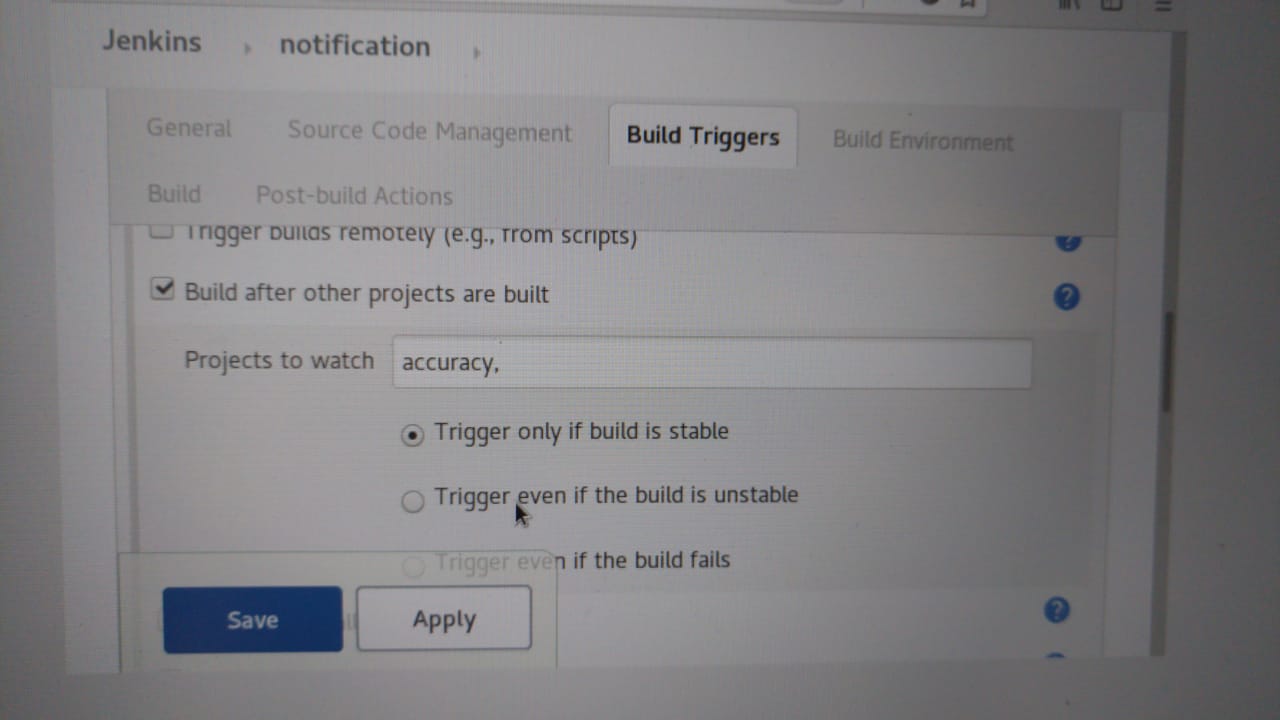 Jenkins notification
General Source Code Management Build Triggers Build Environment
Build Post-build Actions
Trigger builds remotely (e.g., from scripts)
Build after other projects are built
Projects to watch accuracy,
Trigger only if build is stable
Trigger even if the build is unstable
Trigger even if the build fails
Save Apply